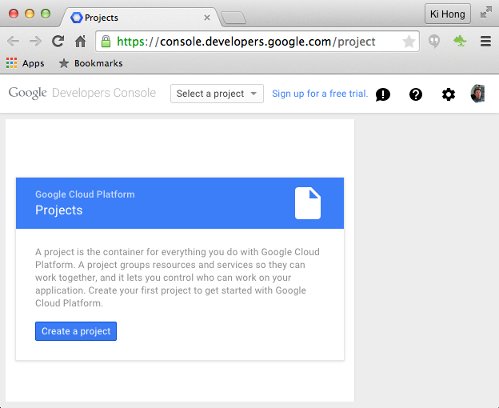 Projects
Ki Hong
https://console.developers.google.com/project
Apps
Bookmarks
Google Developers Console
Select a project
Sign up for a free trial.
Google Cloud Platform
Projects
A project is the container for everything you do with Google Cloud
Platform. A project groups resources and services so they can
work together, and it lets you control who can work on your
application. Create your first project to get started with Google
Cloud Platform.
Create a project